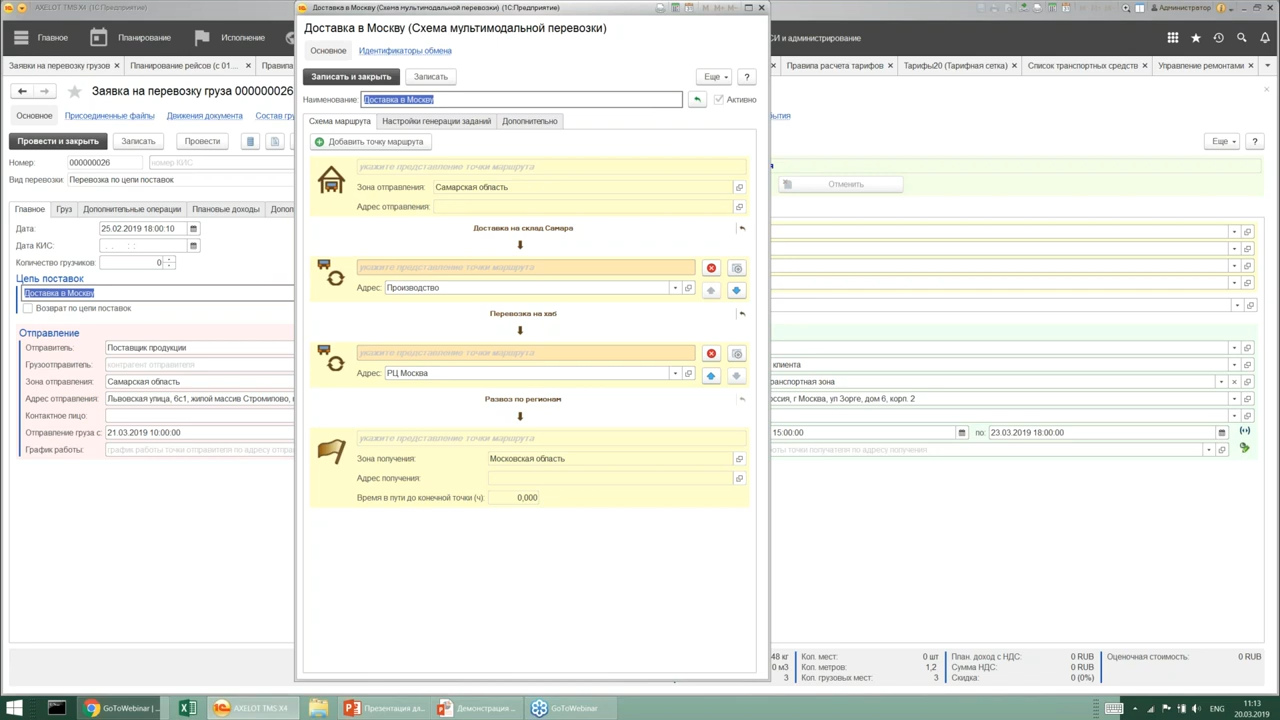 AXELOT TMS X4 (1С:Предприятие)
Доставка в Москву (Схема мультимодальной перевозки) (1С:Предприятие)
M M+ M-
Администратор
Главное
Планирование
Исполнение
СИ и администрирование
Заявки на перевозку грузов ×
Планирование рейсов (с 01... ×
Правила расчета тарифов ×
Тарифы20 (Тарифная сетка) ×
Список транспортных средств ×
Управление ремонтами ×
Доставка в Москву (Схема мультимодальной перевозки)
Основное
Идентификаторы обмена
Записать и закрыть
Записать
Еще
?
Наименование:
Доставка в Москву
Активно
Схема маршрута
Настройки генерации заданий
Дополнительно
Добавить точку маршрута
укажите представление точки маршрута
Зона отправления:
Самарская область
Адрес отправления:
Доставка на склад Самара
укажите представление точки маршрута
Адрес:
Производство
Перевозка на хаб
укажите представление точки маршрута
Адрес:
РЦ Москва
Развоз по регионам
укажите представление точки маршрута
Зона получения:
Московская область
Адрес получения:
Время в пути до конечной точки (ч):
0,000
Заявка на перевозку груза 000000026
Основное
Присоединенные файлы
Движения документа
Состав гру
Провести и закрыть
Записать
Провести
Еще
?
Номер:
000000026
номер КИС
Вид перевозки:
Перевозка по цепи поставок
Отменить
Главное
Груз
Дополнительные операции
Плановые доходы
Допол
Дата:
25.02.2019 18:00:10
Дата КИС:
. . : :
Количество грузчиков:
0
Цепь поставок
Доставка в Москву
Возврат по цепи поставок
Отправление
Отправитель:
Поставщик продукции
Грузоотправитель:
контрагент отправителя
клиента
Зона отправления:
Самарская область
транспортная зона
Адрес отправления:
Львовская улица, 6с1, жилой массив Стромилово,
оссия, г Москва, ул Зорге, дом 6, корп. 2
Контактное лицо:
Отправление груза с:
21.03.2019 10:00:00
15:00:00
по:
23.03.2019 18:00:00
График работы:
график работы точки отправителя по адресу отпра
ты точки получателя по адресу получения
48 кг
Кол. мест:
0 шт
План. доход с НДС:
0 RUB
Оценочная стоимость:
0 RUB
0 м3
Кол. метров:
1,2
Сумма НДС:
0 RUB
3
Кол. грузовых мест:
3
Скидка:
0 (0%)
GoToWebinar | ...
AXELOT TMS X4
Презентация дл...
Демонстрация ...
GoToWebinar
ENG
11:13
20.03.2019